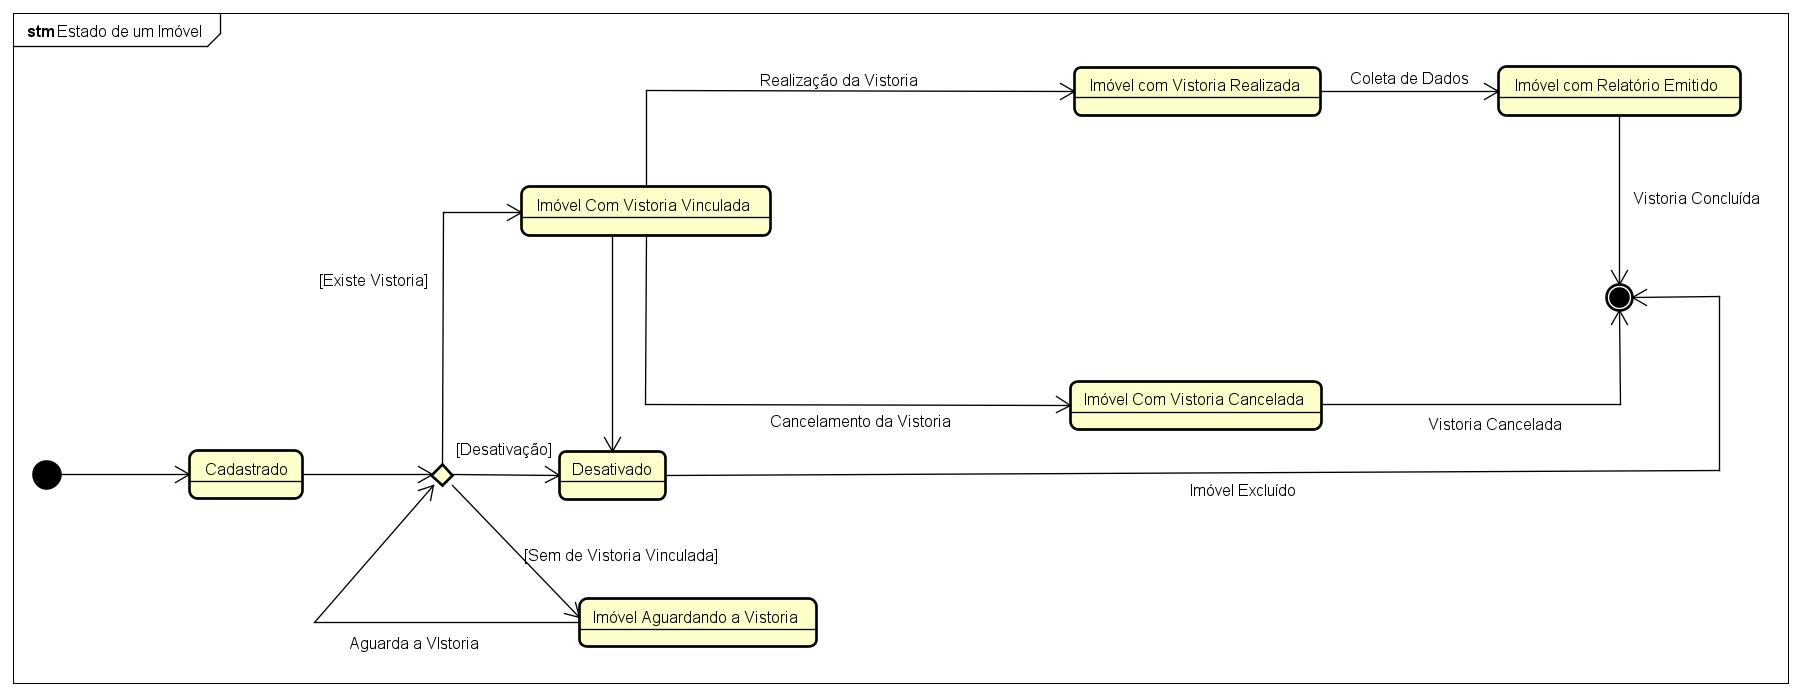 stm Estado de um Imóvel
Realização da Vistoria
Imóvel com Vistoria Realizada
Coleta de Dados
Imóvel com Relatório Emitido
Imóvel Com Vistoria Vinculada
Vistoria Concluída
[Existe Vistoria]
Imóvel Com Vistoria Cancelada
Cancelamento da Vistoria
Vistoria Cancelada
Cadastrado
[Desativação]
Desativado
Imóvel Excluído
[Sem de Vistoria Vinculada]
Imóvel Aguardando a Vistoria
Aguarda a VIstoria